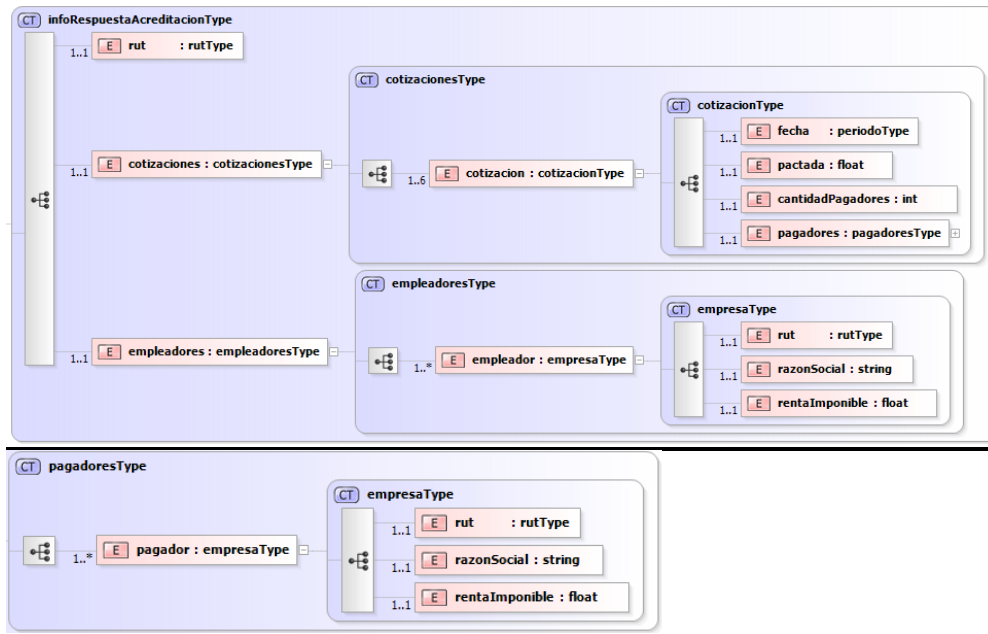 CT infoRespuestaAcreditacionType
E rut : rutType
1..1
CT cotizacionesType
CT cotizacionType
E fecha : periodoType
1..1
E cotizaciones : cotizacionesType
1..1
E cotizacion : cotizacionType
1..6
E pactada : float
1..1
E cantidadPagadores : int
1..1
E pagadores : pagadoresType
1..1
CT empleadoresType
CT empresaType
E rut : rutType
1..1
E empleadores : empleadoresType
1..1
E empleador : empresaType
1..*
E razonSocial : string
1..1
E rentaImponible : float
1..1
CT pagadoresType
CT empresaType
E rut : rutType
1..1
E pagador : empresaType
1..*
E razonSocial : string
1..1
E rentaImponible : float
1..1